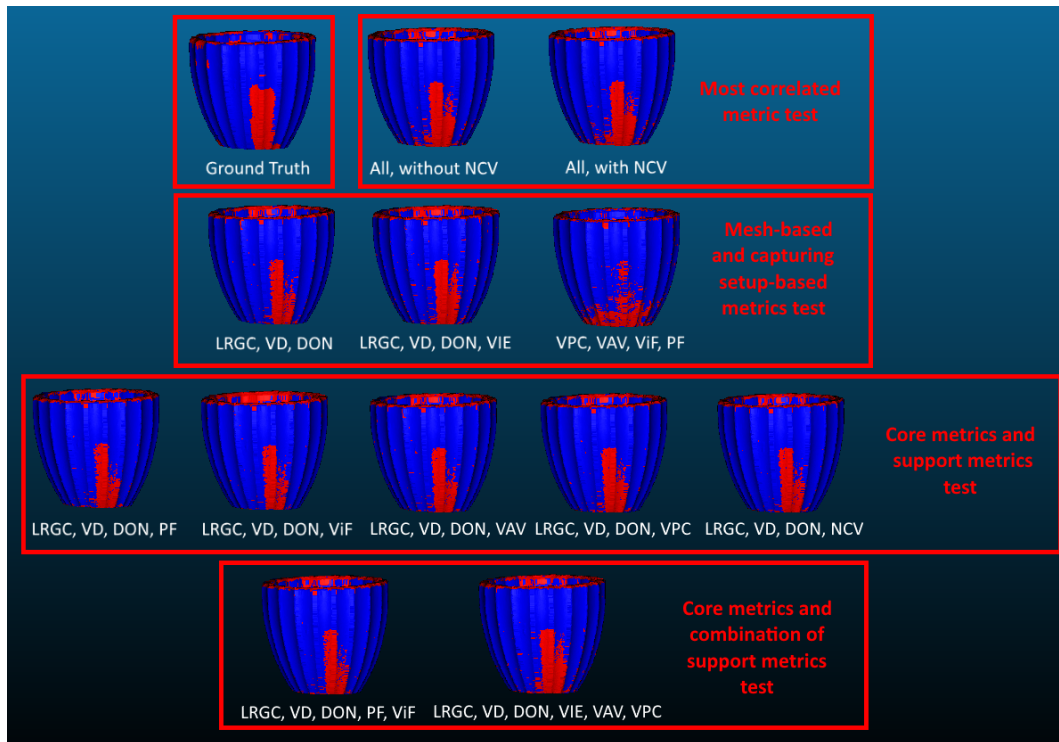 Ground Truth
All, without NCV
All, with NCV
Most correlated
metric test
LRGC, VD, DON
LRGC, VD, DON, VIE
VPC, VAV, ViF, PF
Mesh-based
and capturing
setup-based
metrics test
LRGC, VD, DON, PF
LRGC, VD, DON, ViF
LRGC, VD, DON, VAV
LRGC, VD, DON, VPC
LRGC, VD, DON, NCV
Core metrics and
support metrics
test
LRGC, VD, DON, PF, ViF
LRGC, VD, DON, VIE, VAV, VPC
Core metrics and
combination of
support metrics
test